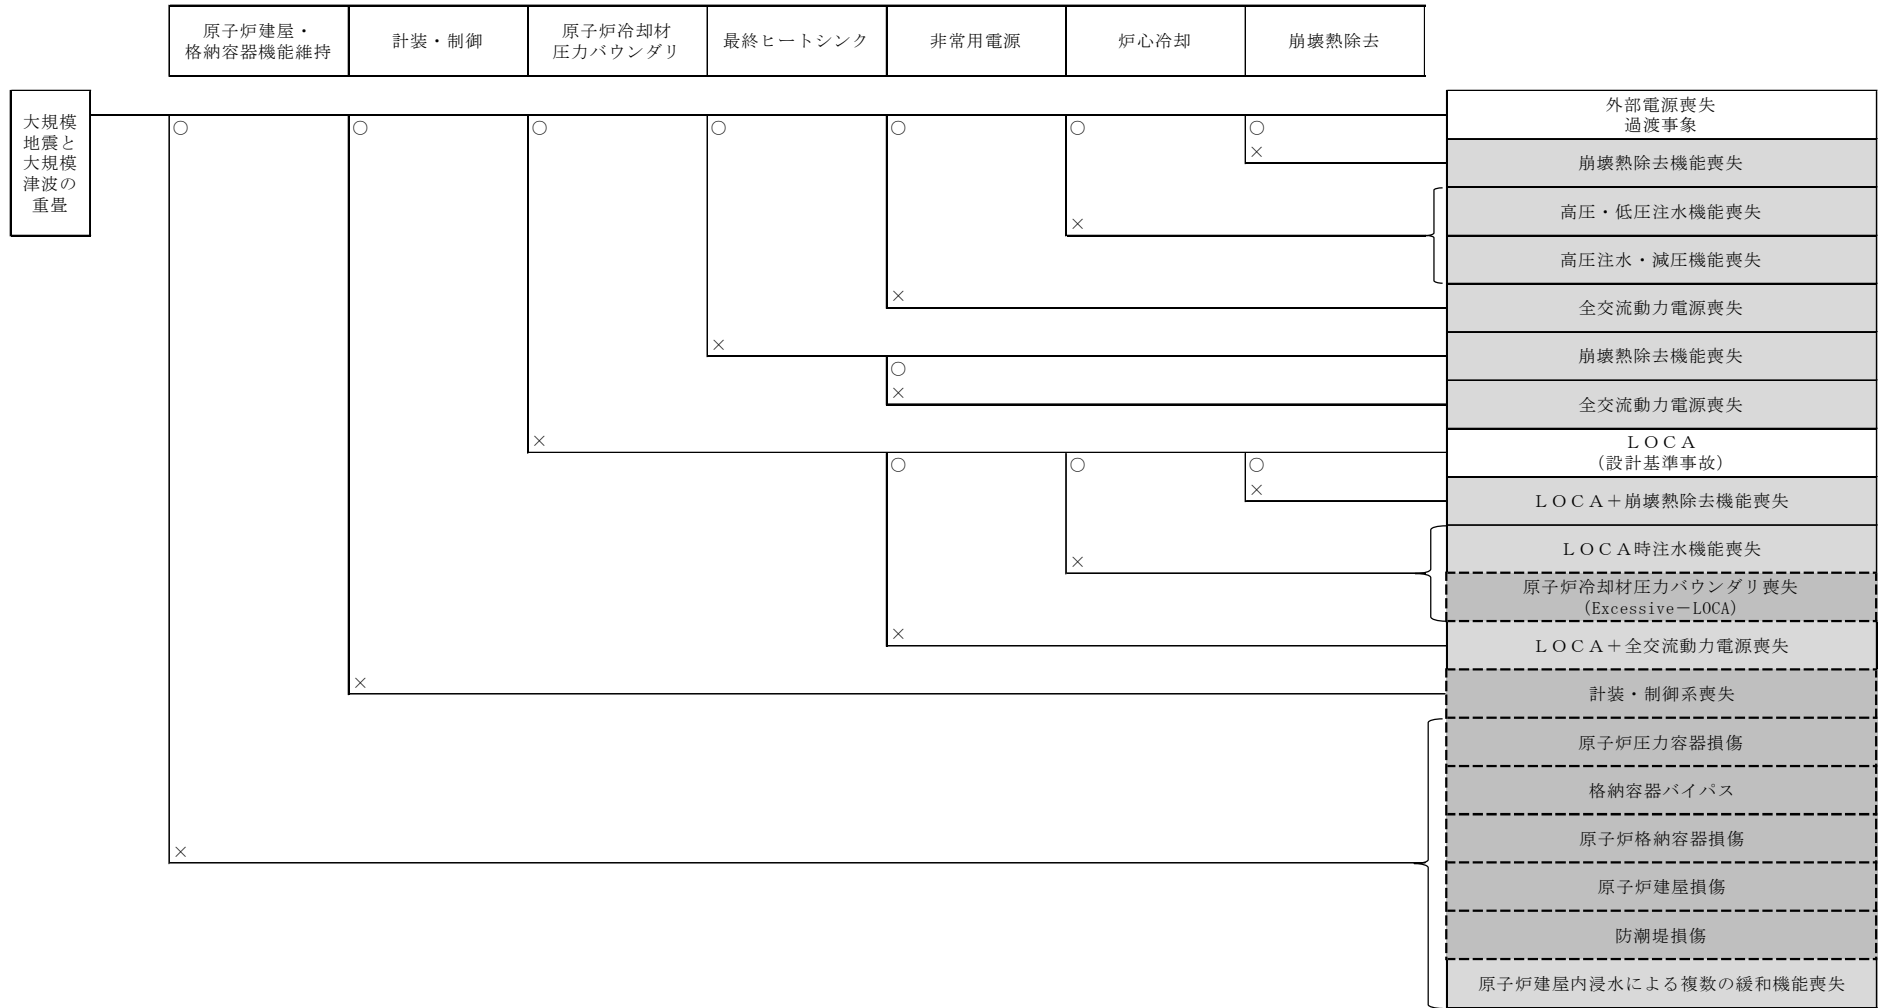 原子炉建屋・
格納容器機能維持
計装・制御
原子炉冷却材
圧力バウンダリ
最終ヒートシンク
非常用電源
炉心冷却
崩壊熱除去
大規模
地震と
大規模
津波の
重畳
外部電源喪失
過渡事象
○ ○ ○ ○ ○ ○ ○
×
崩壊熱除去機能喪失
高圧・低圧注水機能喪失
×
高圧注水・減圧機能喪失
×
全交流動力電源喪失
×
崩壊熱除去機能喪失
○
×
全交流動力電源喪失
×
LOCA
(設計基準事故)
○ ○ ○
×
LOCA+崩壊熱除去機能喪失
LOCA時注水機能喪失
×
原子炉冷却材圧力バウンダリ喪失
(Excessive-LOCA)
×
LOCA+全交流動力電源喪失
×
計装・制御系喪失
原子炉圧力容器損傷
格納容器バイパス
原子炉格納容器損傷
×
原子炉建屋損傷
防潮堤損傷
原子炉建屋内浸水による複数の緩和機能喪失